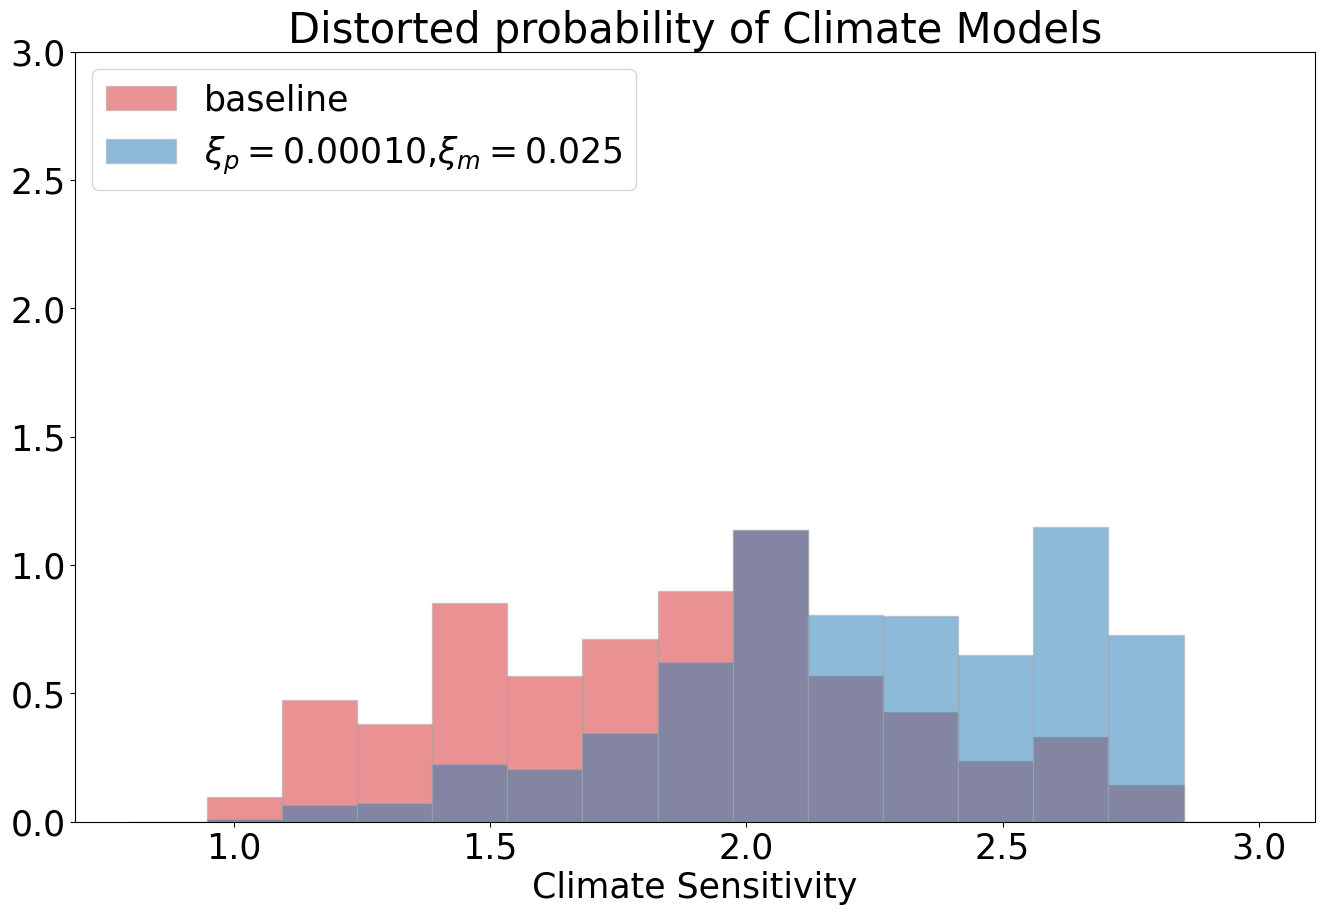 Distorted probability of Climate Models
baseline
ξₚ = 0.00010,ξₘ = 0.025
3.0
2.5
2.0
1.5
1.0
0.5
0.0
1.0 1.5 2.0 2.5 3.0
Climate Sensitivity